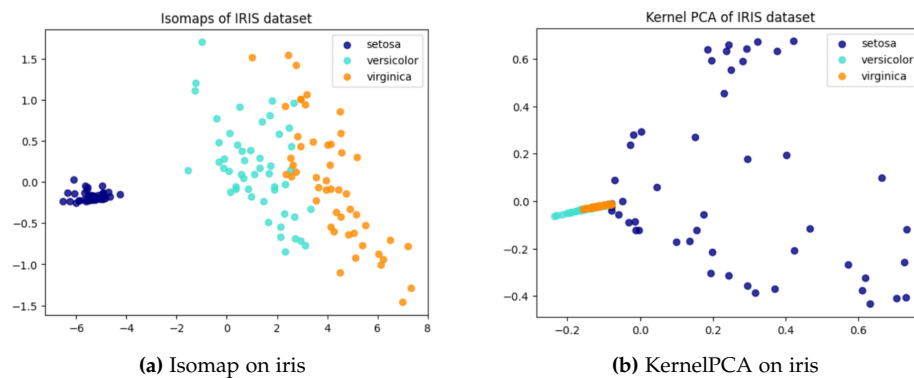 Isomaps of IRIS dataset
setosa
versicolor
virginica
1.5
1.0
0.5
0.0
−0.5
−1.0
−1.5
−6
−4
−2
0
2
4
6
8
(a) Isomap on iris
Kernel PCA of IRIS dataset
setosa
versicolor
virginica
0.6
0.4
0.2
0.0
−0.2
−0.4
−0.2
0.0
0.2
0.4
0.6
(b) KernelPCA on iris